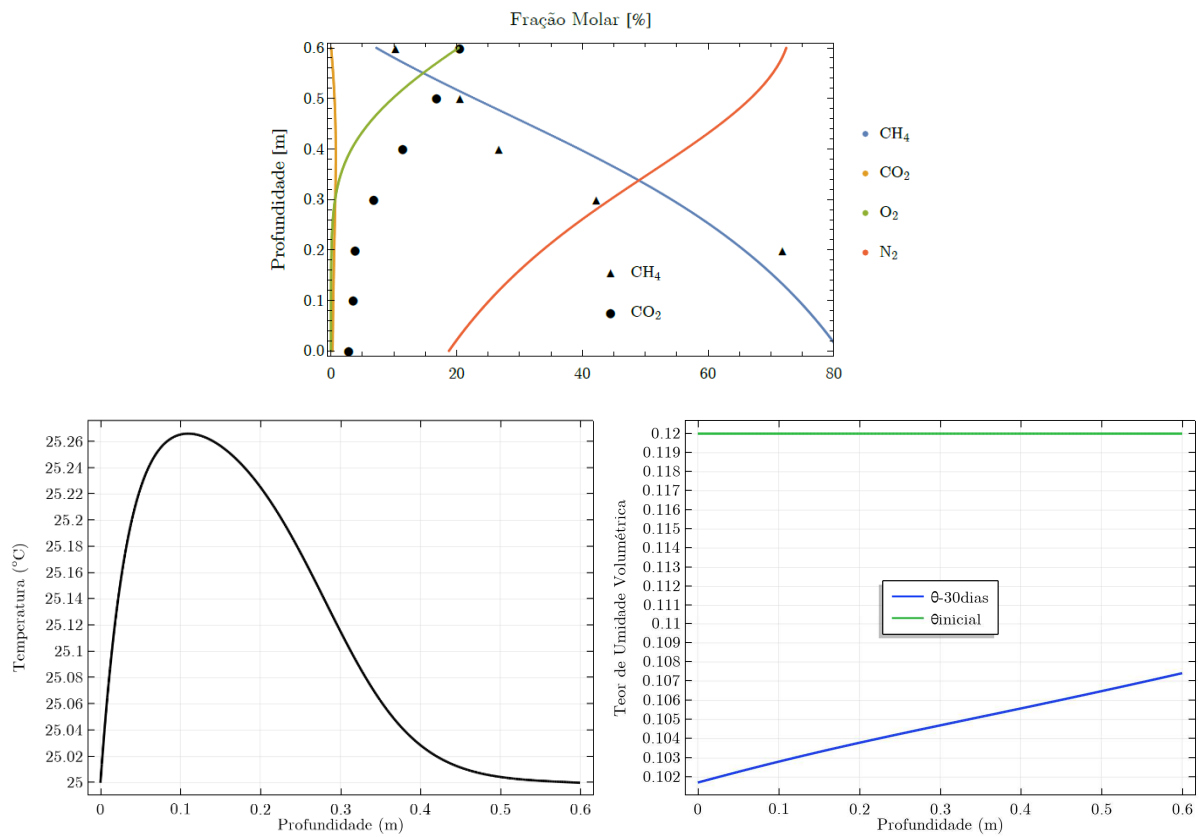 Fração Molar [%]
Profundidade [m]
0.6
0.5
0.4
0.3
0.2
0.1
0.0
0 20 40 60 80
CH4
CO2
CH₄
CO₂
O₂
N₂
Temperatura (°C)
25.26
25.24
25.22
25.2
25.18
25.16
25.14
25.12
25.1
25.08
25.06
25.04
25.02
25
0 0.1 0.2 0.3 0.4 0.5 0.6
Profundidade (m)
Teor de Umidade Volumétrica
0.12
0.119
0.118
0.117
0.116
0.115
0.114
0.113
0.112
0.111
0.11
0.109
0.108
0.107
0.106
0.105
0.104
0.103
0.102
θ-30dias
θinicial
0 0.1 0.2 0.3 0.4 0.5 0.6
Profundidade (m)